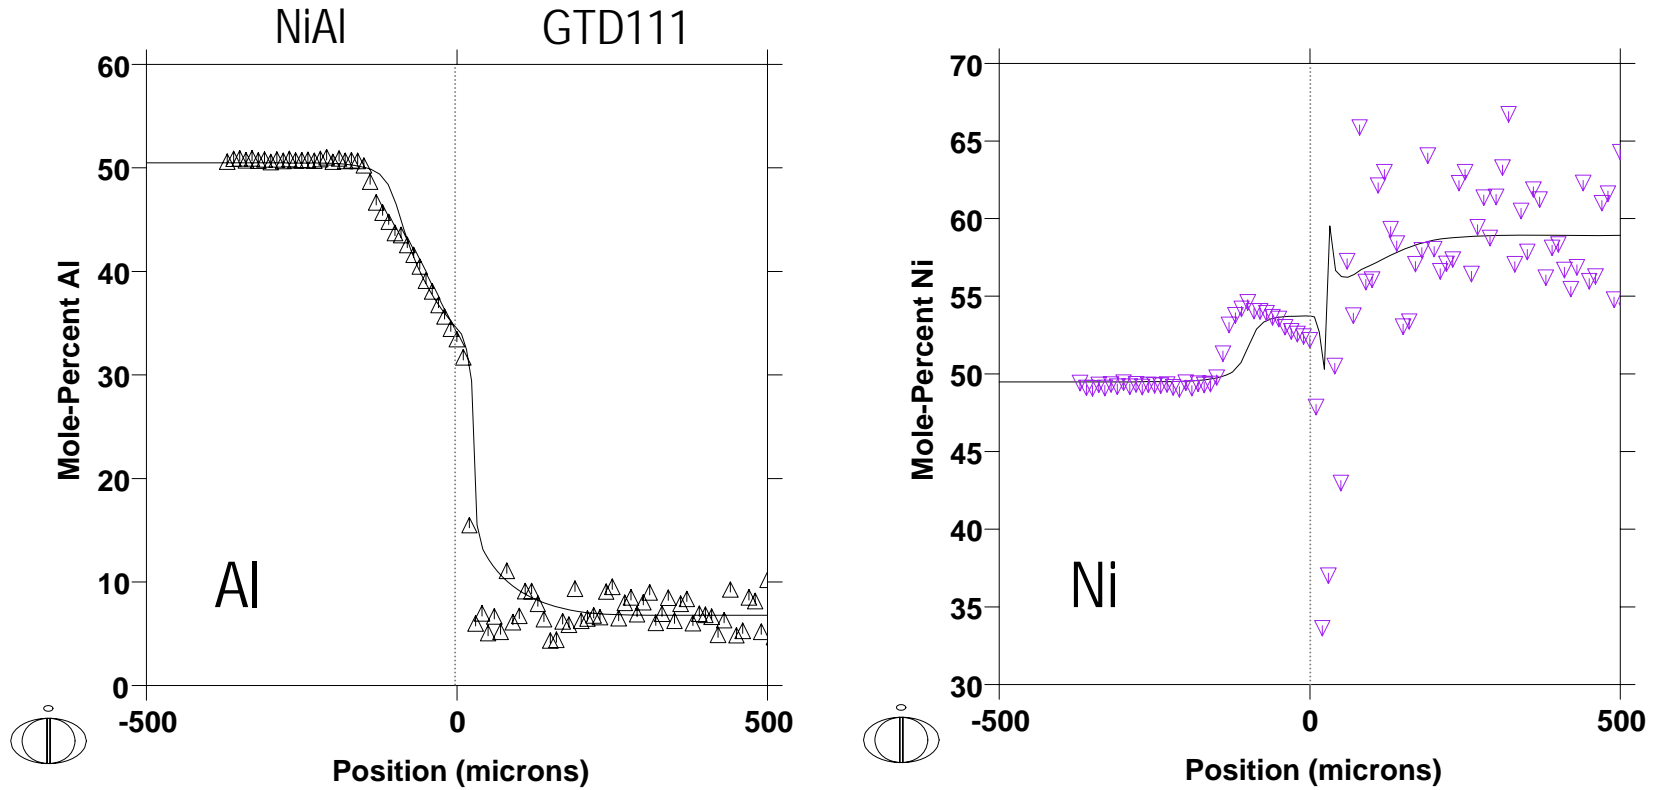 NiAl GTD111
60
50
40
30
20
10
0
-500 0 500
Mole-Percent Al
Position (microns)
Al
70
65
60
55
50
45
40
35
30
-500 0 500
Mole-Percent Ni
Position (microns)
Ni